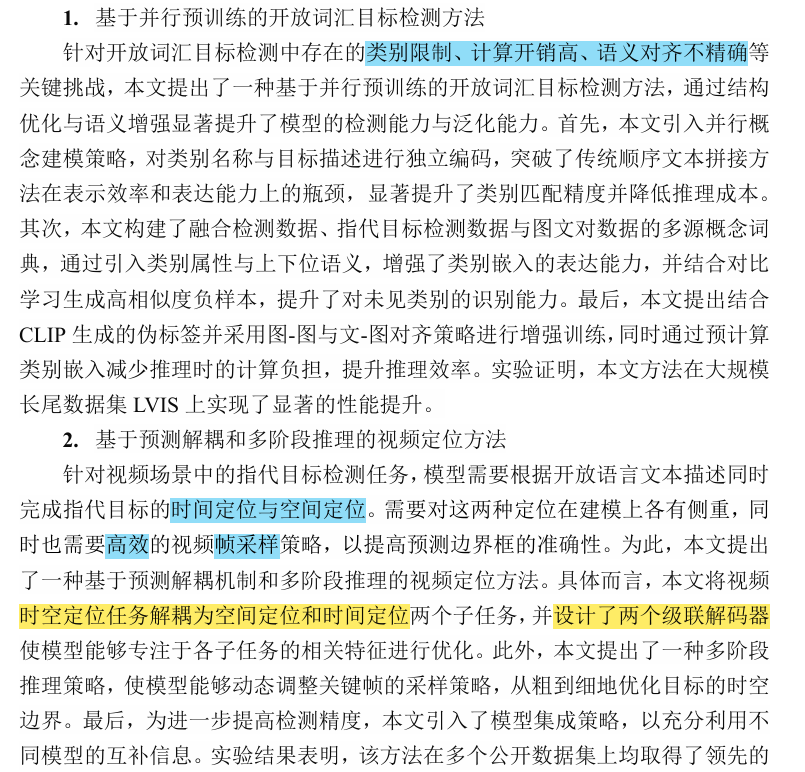 1. 基于并行预训练的开放词汇目标检测方法
针对开放词汇目标检测中存在的类别限制、计算开销高、语义对齐不精确等
关键挑战，本文提出了一种基于并行预训练的开放词汇目标检测方法，通过结构
优化与语义增强显著提升了模型的检测能力与泛化能力。首先，本文引入并行概
念建模策略，对类别名称与目标描述进行独立编码，突破了传统顺序文本拼接方
法在表示效率和表达能力上的瓶颈，显著提升了类别匹配精度并降低推理成本。
其次，本文构建了融合检测数据、指代目标检测数据与图文对数据的多源概念词
典，通过引入类别属性与上下位语义，增强了类别嵌入的表达能力，并结合对比
学习生成高相似度负样本，提升了对未见类别的识别能力。最后，本文提出结合
CLIP 生成的伪标签并采用图-图与文-图对齐策略进行增强训练，同时通过预计算
类别嵌入减少推理时的计算负担，提升推理效率。实验证明，本文方法在大规模
长尾数据集 LVIS 上实现了显著的性能提升。
2. 基于预测解耦和多阶段推理的视频定位方法
针对视频场景中的指代目标检测任务，模型需要根据开放语言文本描述同时
完成指代目标的时间定位与空间定位。需要对这两种定位在建模上各有侧重，同
时也需要高效的视频帧采样策略，以提高预测边界框的准确性。为此，本文提出
了一种基于预测解耦机制和多阶段推理的视频定位方法。具体而言，本文将视频
时空定位任务解耦为空间定位和时间定位两个子任务，并设计了两个级联解码器
使模型能够专注于各子任务的相关特征进行优化。此外，本文提出了一种多阶段
推理策略，使模型能够动态调整关键帧的采样策略，从粗到细地优化目标的时空
边界。最后，为进一步提高检测精度，本文引入了模型集成策略，以充分利用不
同模型的互补信息。实验结果表明，该方法在多个公开数据集上均取得了领先的